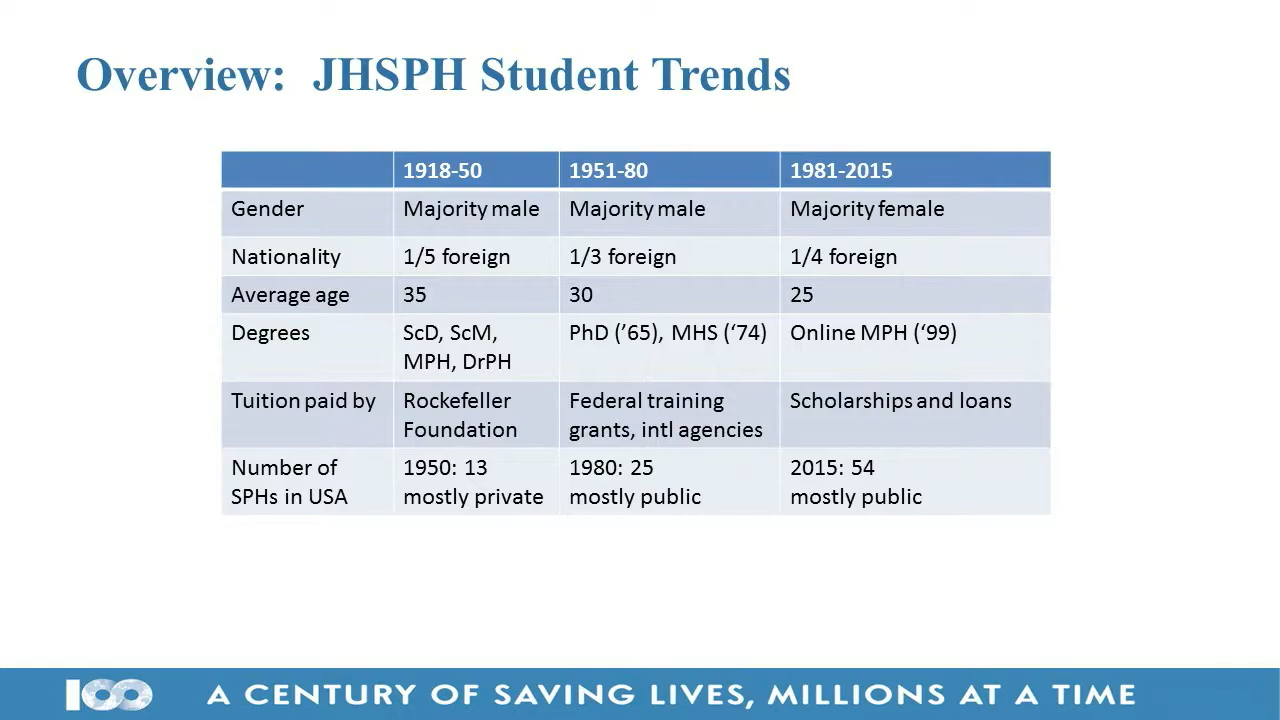 Overview: JHSPH Student Trends
1918-50 1951-80 1981-2015
Gender Majority male Majority male Majority female
Nationality 1/5 foreign 1/3 foreign 1/4 foreign
Average age 35 30 25
Degrees ScD, ScM, PhD (’65), MHS (‘74) Online MPH (‘99)
MPH, DrPH
Tuition paid by Rockefeller Federal training Scholarships and loans
Foundation grants, intl agencies
Number of 1950: 13 1980: 25 2015: 54
SPHs in USA mostly private mostly public mostly public
100 A CENTURY OF SAVING LIVES, MILLIONS AT A TIME